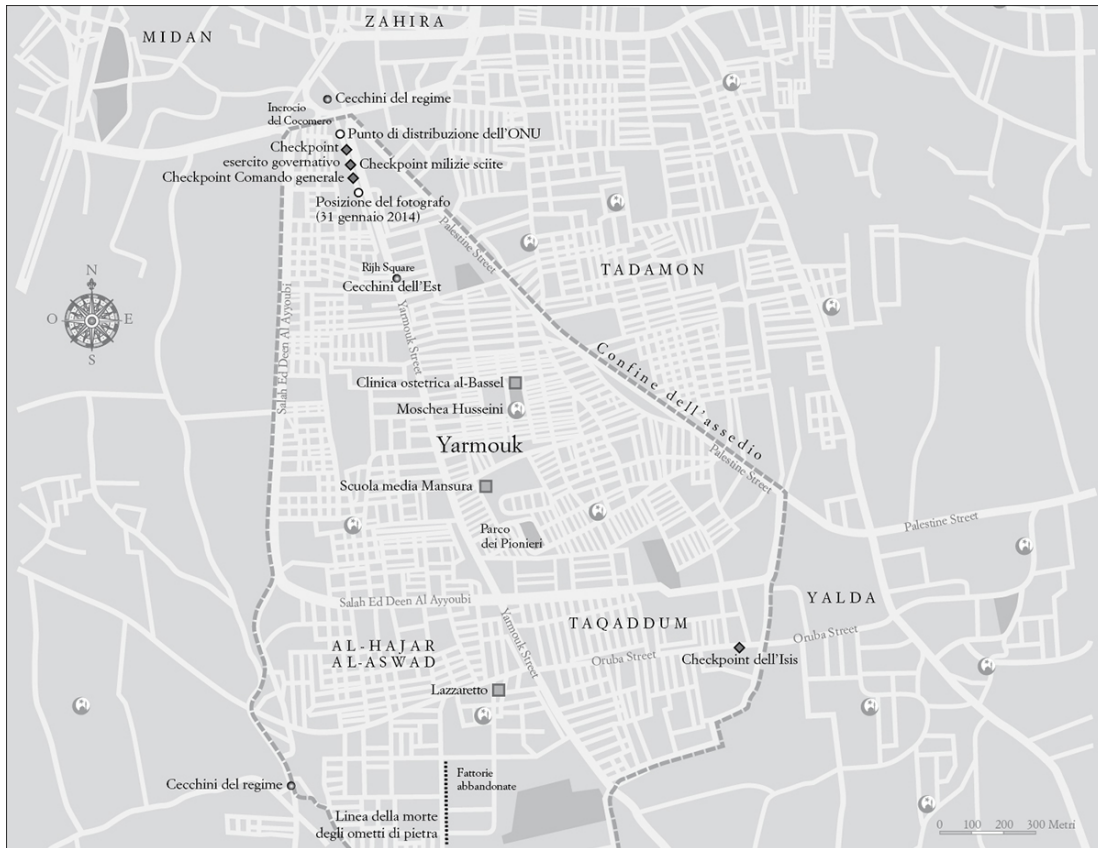 ZAHIRA
MIDAN
Cecchini del regime
Incrocio
del Cocomero
Punto di distribuzione dell'ONU
Checkpoint
esercito governativo
Checkpoint milizie sciite
Checkpoint Comando generale
Posizione del fotografo
(31 gennaio 2014)
Palestine Street
Rijh Square
Cecchini dell'Est
TADAMON
N
O
E
S
Salah Ed Deen Al Ayyoubi
Yarmouk Street
Confine dell'assedio
Clinica ostetrica al-Bassel
Moschea Husseini
Yarmouk
Palestine Street
Scuola media Mansura
Palestine Street
Parco
dei Pionieri
Salah Ed Deen Al Ayyoubi
YALDA
TAQADDUM
Yarmouk Street
Oruba Street
AL-HAJAR
AL-ASWAD
Oruba Street
Checkpoint dell'Isis
Lazzaretto
Cecchini del regime
Fattorie
abbandonate
Linea della morte
degli ometti di pietra
0 100 200 300 Metri